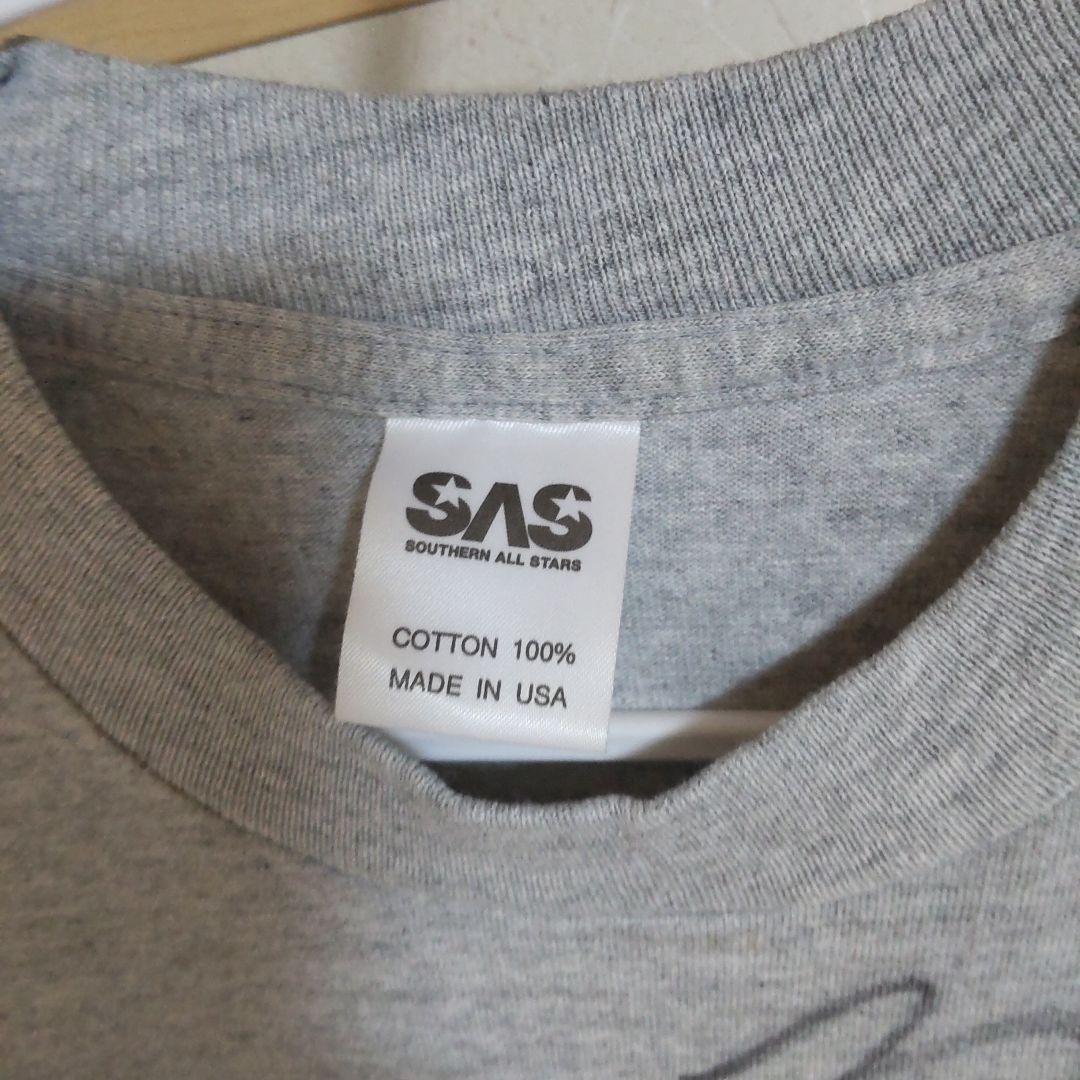 SAS
SOUTHERN ALL STARS
COTTON 100%
MADE IN USA